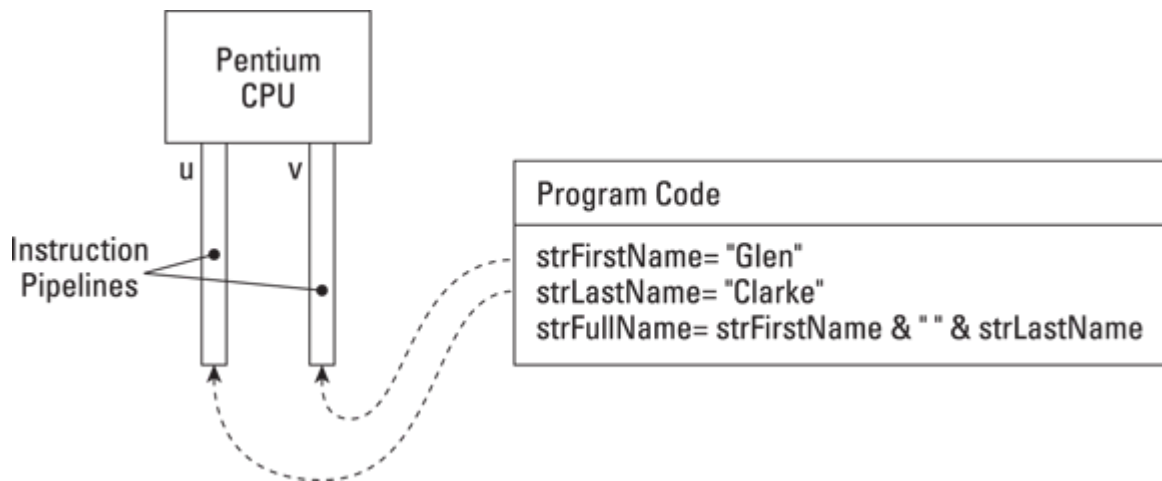 Pentium
CPU
u
v
Instruction
Pipelines
Program Code
strFirstName= "Glen"
strLastName= "Clarke"
strFullName= strFirstName & " " & strLastName